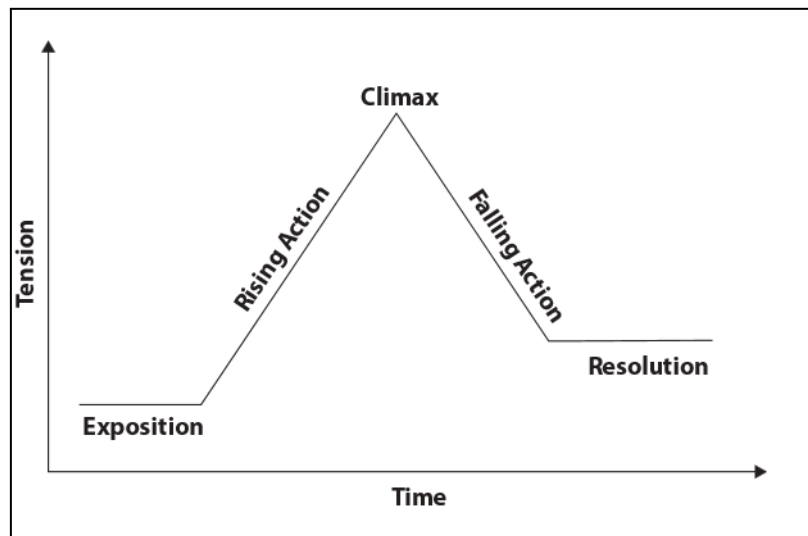 Climax
Rising Action
Falling Action
Tension
Resolution
Exposition
Time